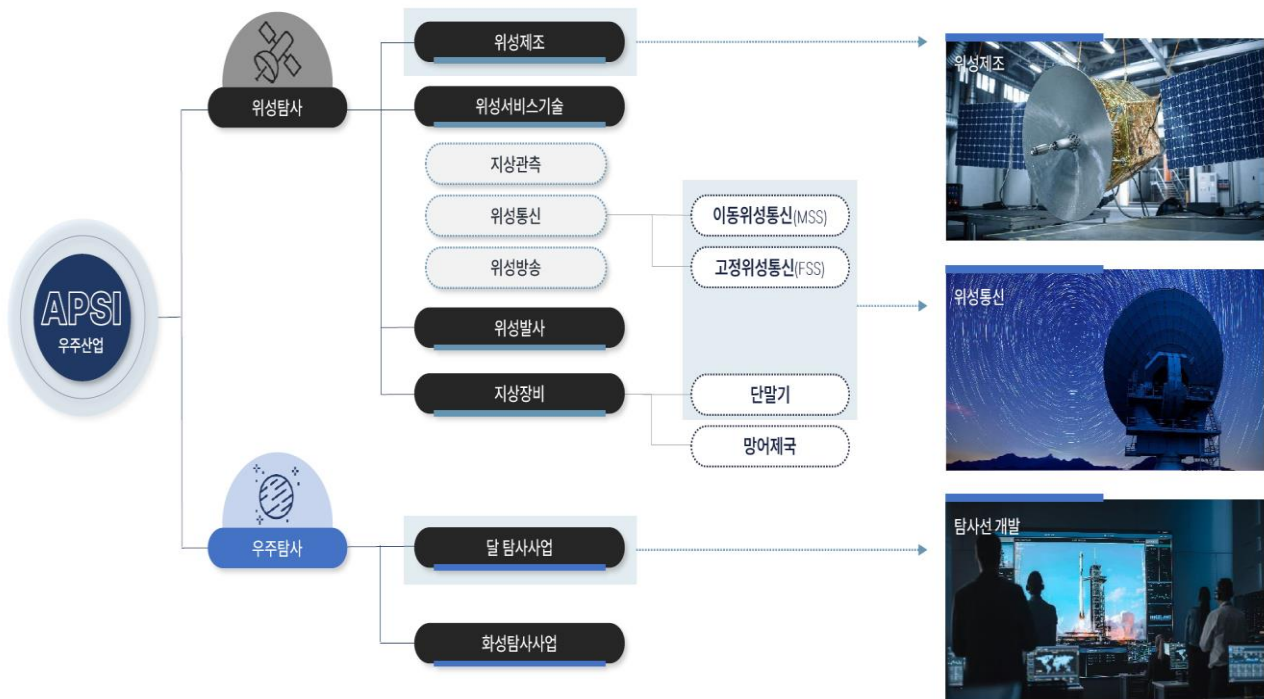 APSI
우주산업
위성탐사
위성제조
위성서비스기술
지상관측
위성통신
위성방송
이동위성통신(MSS)
고정위성통신(FSS)
위성발사
지상장비
단말기
망어제국
우주탐사
달 탐사사업
화성탐사사업
위성제조
위성통신
탐사선 개발